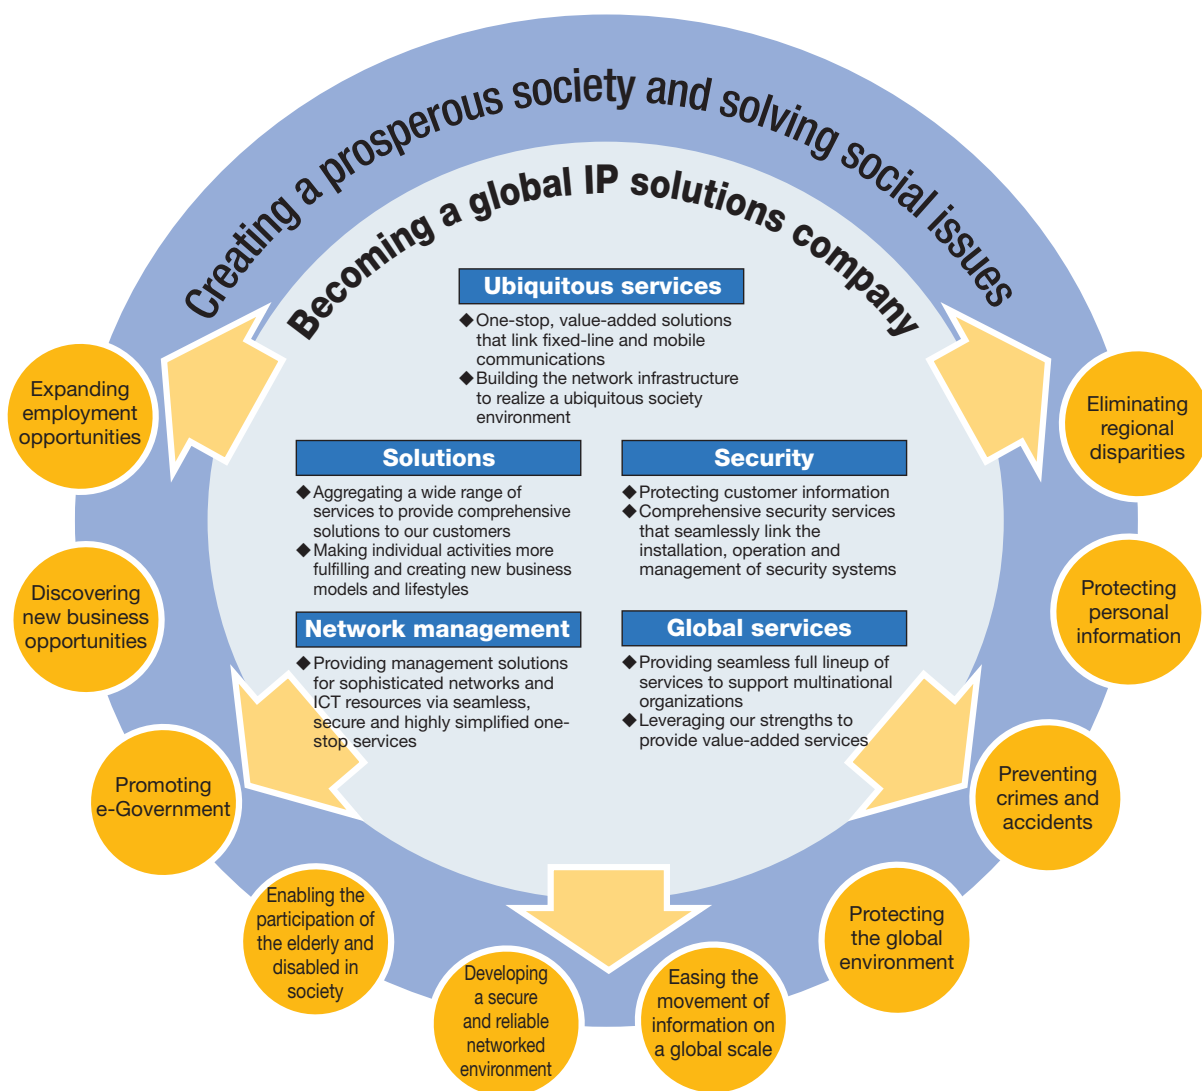 Creating a prosperous society and solving social issues
Becoming a global IP solutions company
Ubiquitous services
◆One-stop, value-added solutions
that link fixed-line and mobile
communications
◆Building the network infrastructure
to realize a ubiquitous society
environment
Solutions
◆Aggregating a wide range of
services to provide comprehensive
solutions to our customers
◆Making individual activities more
fulfilling and creating new business
models and lifestyles
Security
◆Protecting customer information
◆Comprehensive security services
that seamlessly link the
installation, operation and
management of security systems
Network management
◆Providing management solutions
for sophisticated networks and
ICT resources via seamless,
secure and highly simplified one-
stop services
Global services
◆Providing seamless full lineup of
services to support multinational
organizations
◆Leveraging our strengths to
provide value-added services
Expanding
employment
opportunities
Discovering
new business
opportunities
Promoting
e-Government
Enabling the
participation of
the elderly and
disabled in
society
Developing
a secure
and reliable
networked
environment
Easing the
movement of
information on
a global scale
Protecting
the global
environment
Preventing
crimes and
accidents
Protecting
personal
information
Eliminating
regional
disparities